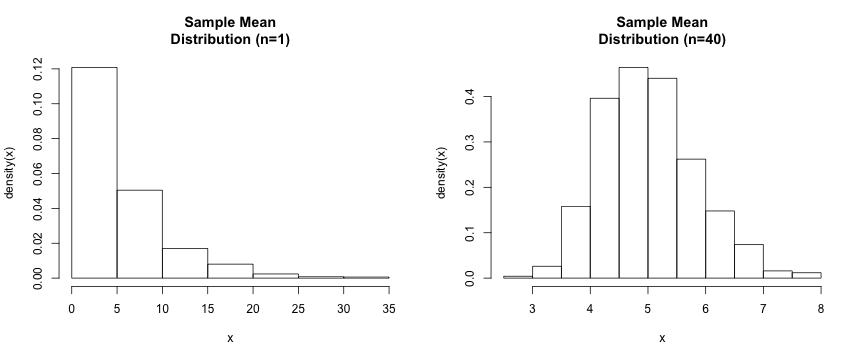 Sample Mean
Distribution (n=1)
density(x)
0.12
0.10
0.08
0.06
0.04
0.02
0.00
0 5 10 15 20 25 30 35
x
Sample Mean
Distribution (n=40)
density(x)
0.4
0.3
0.2
0.1
0.0
3 4 5 6 7 8
x